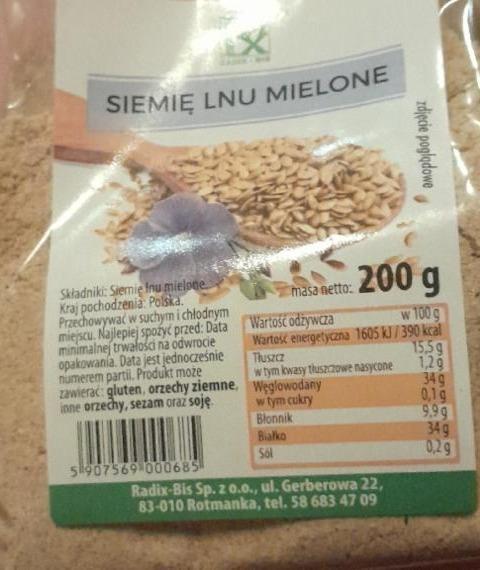 RADIX-BIS
SIEMIĘ LNU MIELONE
zdjęcie poglądowe
masa netto: 200 g
Składniki: Siemię lnu mielone.
Kraj pochodzenia: Polska.
Przechowywać w suchym i chłodnym
miejscu. Najlepiej spożyć przed: Data
minimalnej trwałości na odwrocie
opakowania. Data jest jednocześnie
numerem partii. Produkt może
zawierać: gluten, orzechy ziemne,
inne orzechy, sezam oraz soję.
Wartość odżywcza w 100 g
Wartość energetyczna 1605 kJ / 390 kcal
Tłuszcz 15,5 g
w tym kwasy tłuszczowe nasycone 1,2 g
Węglowodany 34 g
w tym cukry 0,1 g
Błonnik 9,9 g
Białko 34 g
Sól 0,2 g
5 907569 000685
Radix-Bis Sp. z o.o., ul. Gerberowa 22,
83-010 Rotmanka, tel. 58 683 47 09